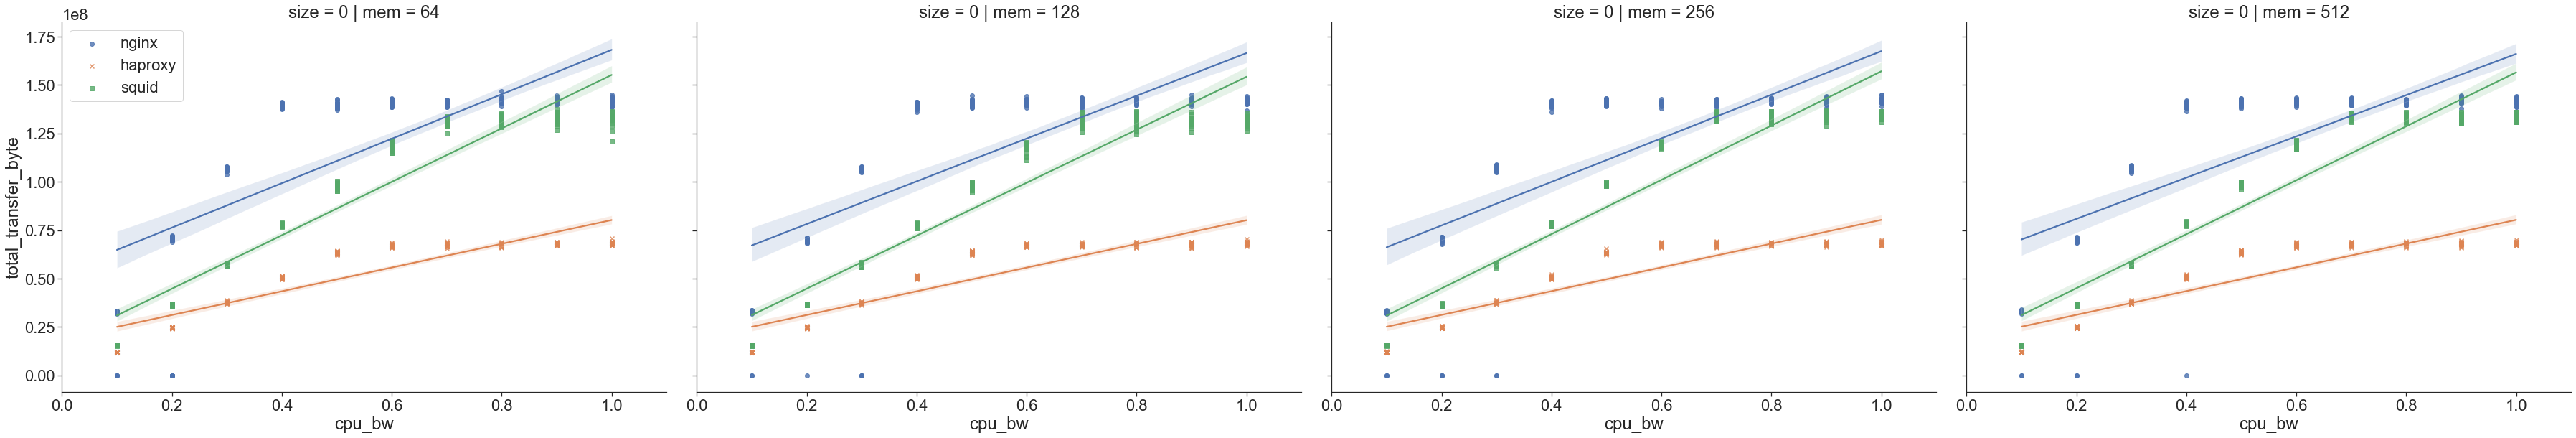 size = 0 | mem = 64
size = 0 | mem = 128
size = 0 | mem = 256
size = 0 | mem = 512
1e8
nginx
haproxy
squid
total_transfer_byte
1.75
1.50
1.25
1.00
0.75
0.50
0.25
0.00
0.0 0.2 0.4 0.6 0.8 1.0
cpu_bw
0.0 0.2 0.4 0.6 0.8 1.0
cpu_bw
0.0 0.2 0.4 0.6 0.8 1.0
cpu_bw
0.0 0.2 0.4 0.6 0.8 1.0
cpu_bw